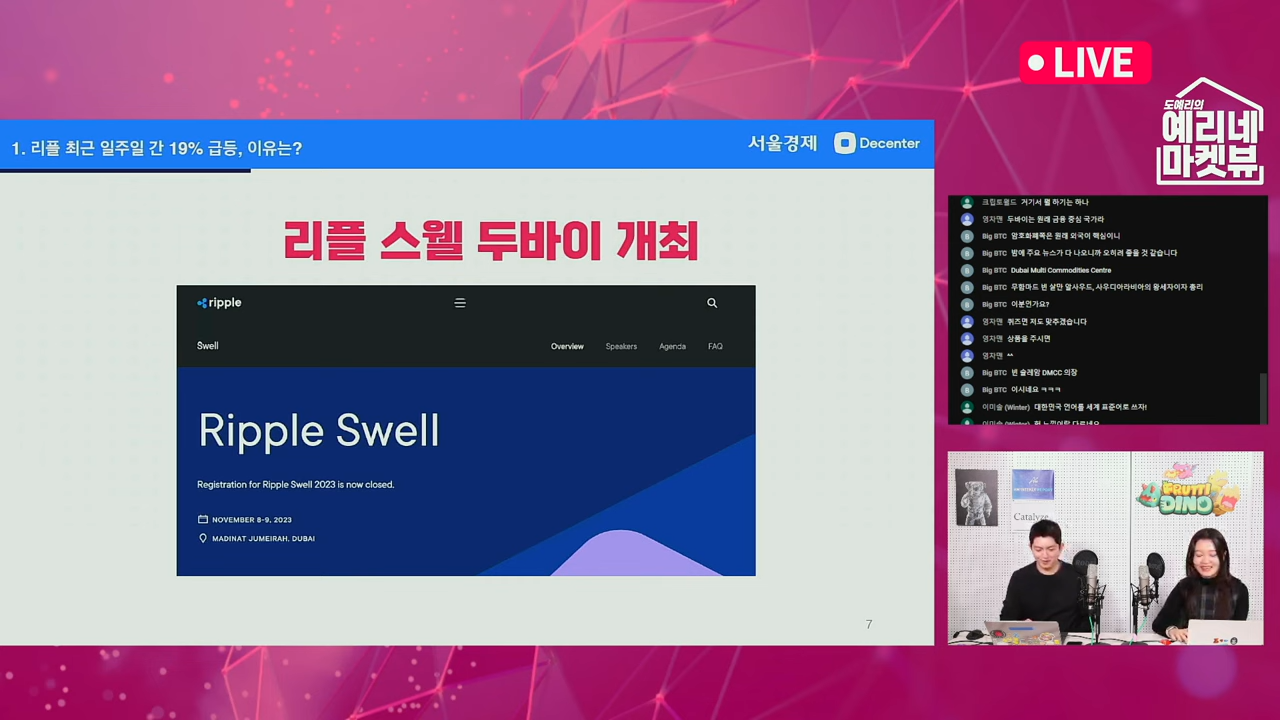 LIVE
도예리의
예리네
마켓뷰
1. 리플 최근 일주일 간 19% 급등, 이유는?
서울경제 Decenter
리플 스웰 두바이 개최
ripple
Swell
Overview Speakers Agenda FAQ
Ripple Swell
Registration for Ripple Swell 2023 is now closed.
NOVEMBER 8-9, 2023
MADINAT JUMEIRAH, DUBAI
7
크립토월드 거기서 뭘 하기는 하나
영자맨 두바이는 원래 금융 중심 국가라
B Big BTC 암호화폐쪽은 원래 외국이 핵심이니
B Big BTC 밤에 주요 뉴스가 다 나오니까 오히려 좋을 것 같습니다
B Big BTC Dubai Multi Commodities Centre
B Big BTC 무함마드 빈 살만 알사우드, 사우디아라비아의 왕세자이자 총리
B Big BTC 이분인가요?
영자맨 퀴즈면 저도 맞추겠습니다
영자맨 상품을 주시면
영자맨 ^^
B Big BTC 빈 슐레임 DMCC 의장
B Big BTC 이시네요 ㅋㅋㅋ
이미솔 (Winter) 대한민국 언어를 세계 표준어로 쓰자!
이미솔 (Winter)
Catalyze
FRUTTI
DINO